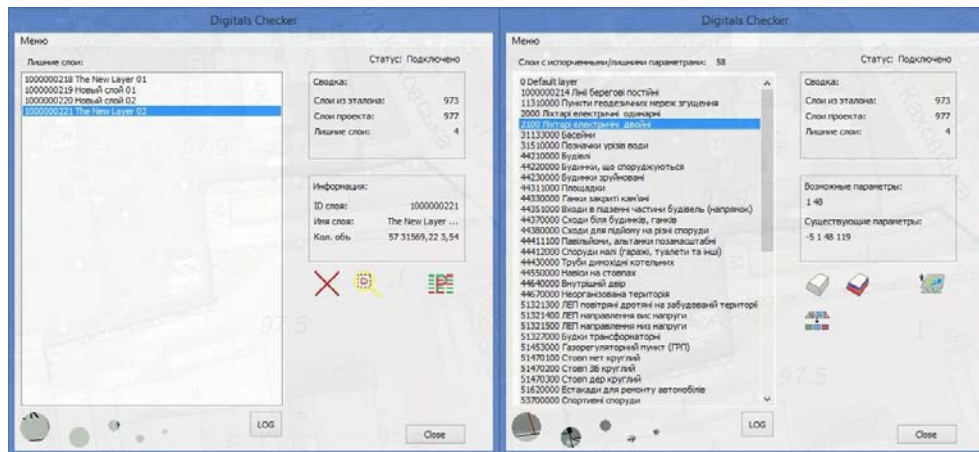 Digitals Checker
Меню
Лишние слои:
Статус: Подключено
1000000218 The New Layer 01
1000000219 Новый слой 01
1000000220 Новый слой 02
1000000221 The New Layer 02
Сводка:
Слои из эталона: 973
Слои проекта: 977
Лишние слои: 4
Информация:
ID слоя: 1000000221
Имя слоя: The New Layer ...
Кол. объ 57 31569,22 3,54
LOG
Close
Digitals Checker
Меню
Слои с испорченными/лишними параметрами: 58
Статус: Подключено
0 Default layer
1000000214 Лінії берегові постійні
11310000 Пункти геодезичних мереж згущення
2000 Ліхтарі електричні одинарні
2100 Ліхтарі електричні двойні
31133000 Басейни
31510000 Позначки урізів води
44210000 Будівлі
44220000 Будинки, що споруджуються
44230000 Будинки зруйновані
44311000 Площадки
44330000 Ганки закриті кам'яні
44351000 Входи в підземні частини будівель (напрямок)
44370000 Сходи біля будинків, ганків
44380000 Сходи для підйому на різні споруди
44411100 Павільйони, альтанки позамасштабні
44412000 Споруди малі (гаражі, туалети та інші)
44430000 Труби димохідні котельних
44550000 Навіси на стовпах
44640000 Внутрішній двір
44670000 Неорганізована територія
51321300 ЛЕП повітряні дротяні на забудованій території
51321400 ЛЕП направлення вис напруги
51321500 ЛЕП направлення низ напруги
51327000 Будки трансформаторні
51453000 Газорегуляторний пункт (ГРП)
51470100 Стовп мет круглий
51470200 Стовп ЗБ круглий
51470300 Стовп дер круглий
51620000 Естакади для ремонту автомобілів
53700000 Спортивні споруди
Сводка:
Слои из эталона: 973
Слои проекта: 977
Лишние слои: 4
Возможные параметры:
1 48
Существующие параметры:
-5 1 48 119
LOG
Close